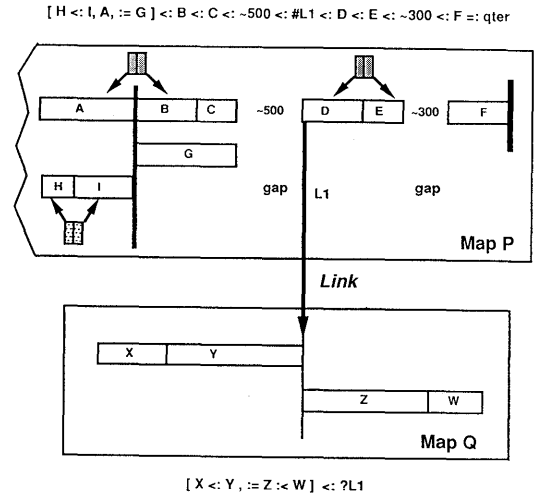 [ H <: I, A, := G ] <: B <: C <: ~500 <: #L1 <: D <: E <: ~300 <: F =: qter
A B C ~500 D E ~300 F
G
gap L1 gap
H I
Map P
Link
X Y
Z W
Map Q
[ X <: Y , := Z :< W ] <: ?L1